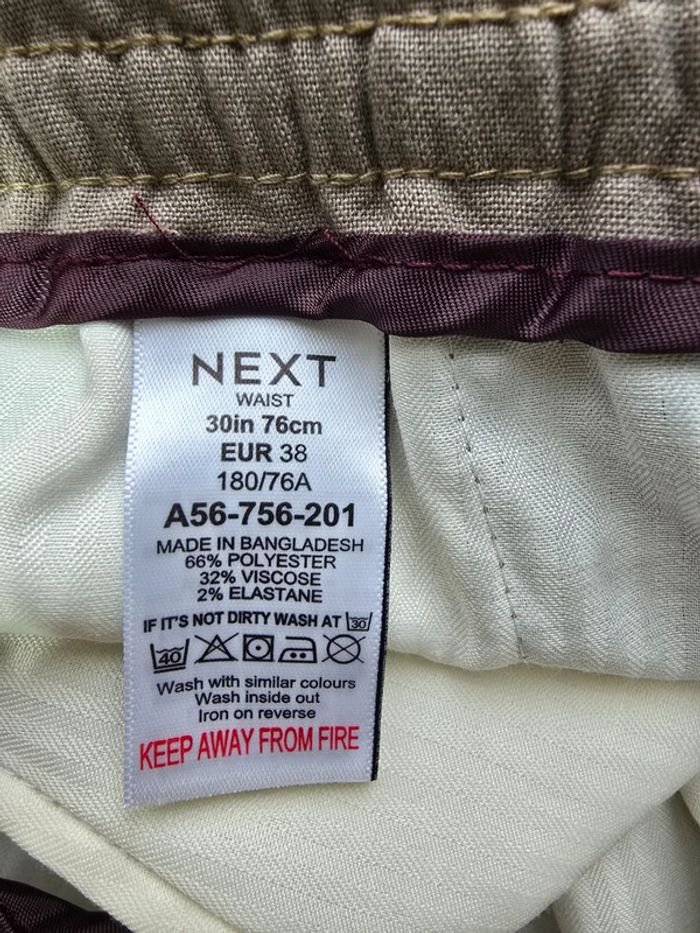 NEXT
WAIST
30in 76cm
EUR 38
180/76A
A56-756-201
MADE IN BANGLADESH
66% POLYESTER
32% VISCOSE
2% ELASTANE
IF IT'S NOT DIRTY WASH AT 30
40
Wash with similar colours
Wash inside out
Iron on reverse
KEEP AWAY FROM FIRE